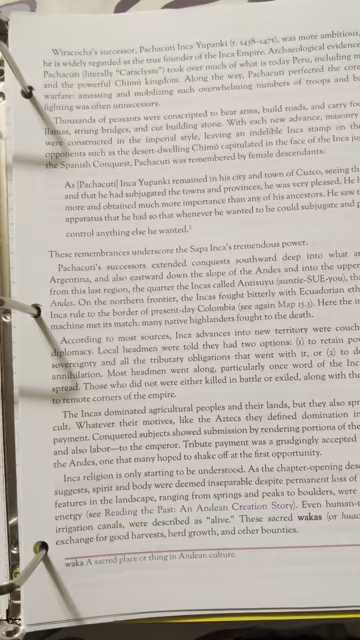 Wiracocha's successor, Pachacuti Inca Yupanki (r. 1438–1471), was more ambitious,
he is widely regarded as the true founder of the Inca Empire. Archaeological evidence
Pachacuti (literally "Cataclysm") took over much of what is today Peru, including m
and the powerful Chimú kingdom. Along the way, Pachacuti perfected the core
warfare: amassing and mobilizing such overwhelming numbers of troops and ba
fighting was often unnecessary.
Thousands of peasants were conscripted to bear arms, build roads, and carry foo
llamas, strung bridges, and cut building stone. With each new advance, masonry
were constructed in the imperial style, leaving an indelible Inca stamp on the
opponents such as the desert-dwelling Chimú capitulated in the face of the Inca ju
the Spanish Conquest, Pachacuti was remembered by female descendants:
As [Pachacuti] Inca Yupanki remained in his city and town of Cuzco, seeing th
and that he had subjugated the towns and provinces, he was very pleased. He h
more and obtained much more importance than any of his ancestors. He saw t
apparatus that he had so that whenever he wanted to he could subjugate and p
control anything else he wanted.³
These remembrances underscore the Sapa Inca's tremendous power.
Pachacuti's successors extended conquests southward deep into what a
Argentina, and also eastward down the slope of the Andes and into the upper
from this last region, the quarter the Incas called Antisuyu (auntie-SUE-you), tha
Andes. On the northern frontier, the Incas fought bitterly with Ecuadorian eth
Inca rule to the border of present-day Colombia (see again Map 15.3). Here the i
machine met its match: many native highlanders fought to the death.
According to most sources, Inca advances into new territory were couch
diplomacy. Local headmen were told they had two options: (1) to retain pow
sovereignty and all the tributary obligations that went with it, or (2) to de
annihilation. Most headmen went along, particularly once word of the Inc
spread. Those who did not were either killed in battle or exiled, along with the
to remote corners of the empire.
The Incas dominated agricultural peoples and their lands, but they also spr
cult. Whatever their motives, like the Aztecs they defined domination in
payment. Conquered subjects showed submission by rendering portions of the
and also labor—to the emperor. Tribute payment was a grudgingly accepted
the Andes, one that many hoped to shake off at the first opportunity.
Inca religion is only starting to be understood. As the chapter-opening desc
suggests, spirit and body were deemed inseparable despite permanent loss of
features in the landscape, ranging from springs and peaks to boulders, were
energy (see Reading the Past: An Andean Creation Story). Even human-
irrigation canals, were described as "alive." These sacred wakas (or huac
exchange for good harvests, herd growth, and other bounties.
waka A sacred place or thing in Andean culture.